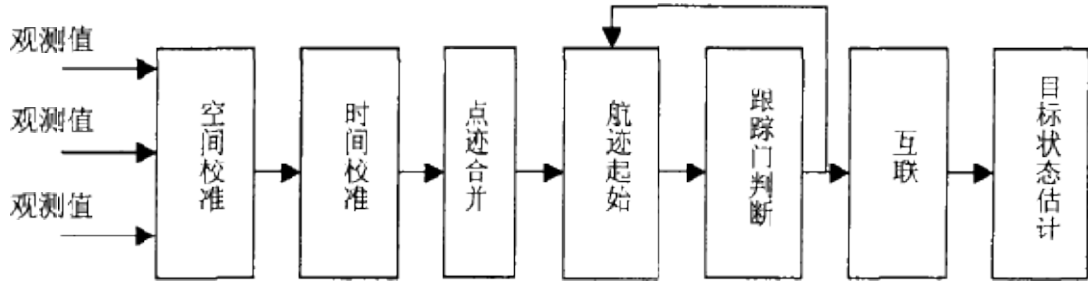 观测值
观测值
观测值
空间校准
时间校准
点迹合并
航迹起始
跟踪门判断
互联
目标状态估计